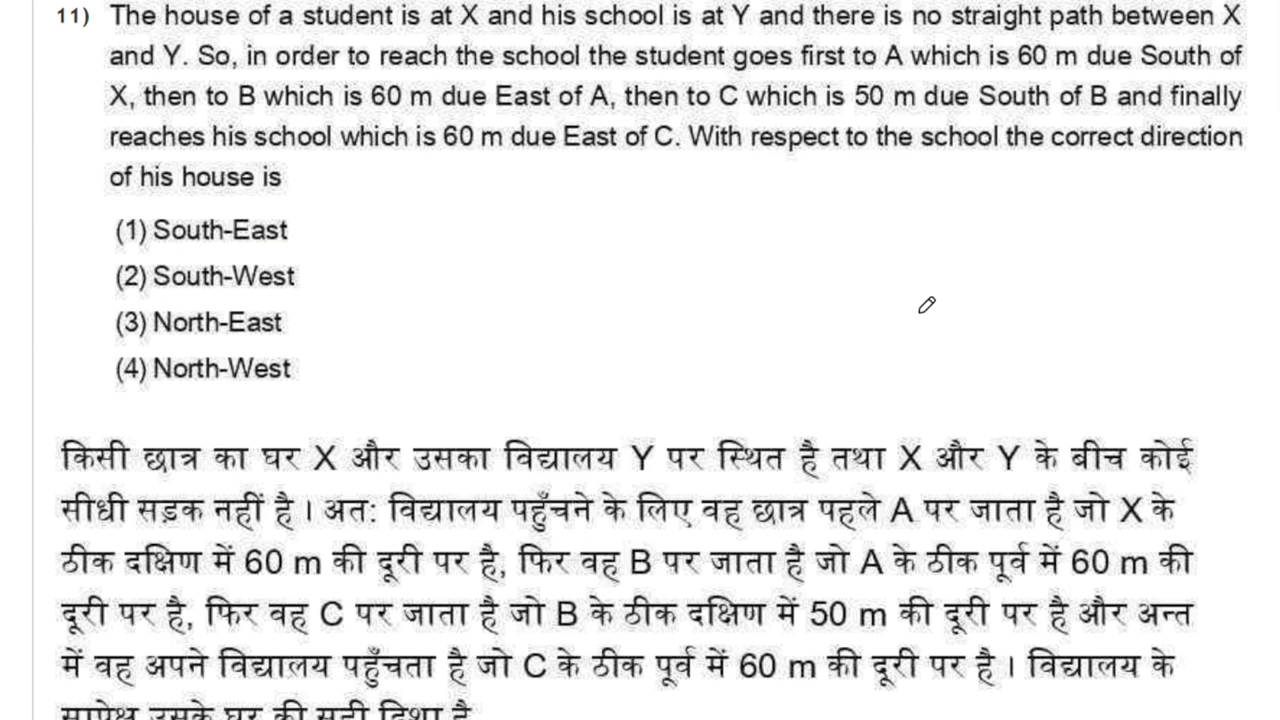 11) The house of a student is at X and his school is at Y and there is no straight path between X
and Y. So, in order to reach the school the student goes first to A which is 60 m due South of
X, then to B which is 60 m due East of A, then to C which is 50 m due South of B and finally
reaches his school which is 60 m due East of C. With respect to the school the correct direction
of his house is
(1) South-East
(2) South-West
(3) North-East
(4) North-West
किसी छात्र का घर X और उसका विद्यालय Y पर स्थित है तथा X और Y के बीच कोई
सीधी सड़क नहीं है । अत: विद्यालय पहुँचने के लिए वह छात्र पहले A पर जाता है जो X के
ठीक दक्षिण में 60 m की दूरी पर है, फिर वह B पर जाता है जो A के ठीक पूर्व में 60 m की
दूरी पर है, फिर वह C पर जाता है जो B के ठीक दक्षिण में 50 m की दूरी पर है और अन्त
में वह अपने विद्यालय पहुँचता है जो C के ठीक पूर्व में 60 m की दूरी पर है । विद्यालय के
सापेक्ष उसके घर की सही दिशा है